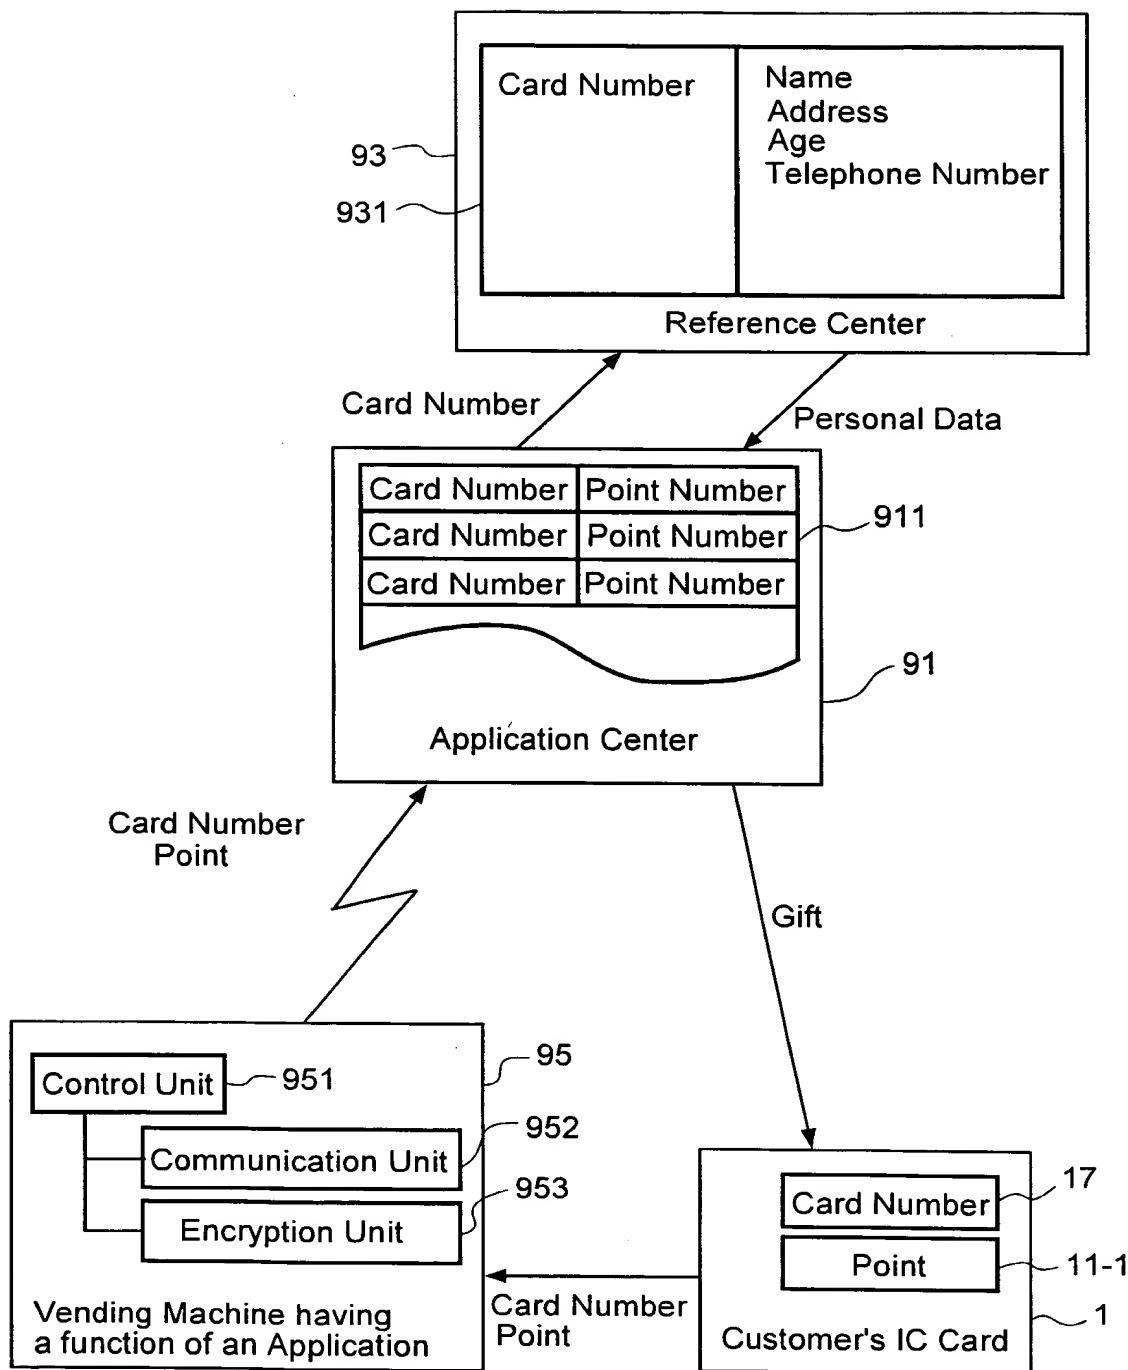 Card Number
Name
Address
Age
Telephone Number
93
931
Reference Center
Card Number
Personal Data
Card Number Point Number
Card Number Point Number
Card Number Point Number
911
91
Application Center
Card Number
Point
Gift
95
Control Unit
951
952
Communication Unit
953
Encryption Unit
Vending Machine having
a function of an Application
Card Number
Point
17
Card Number
Point
11-1
1
Customer's IC Card